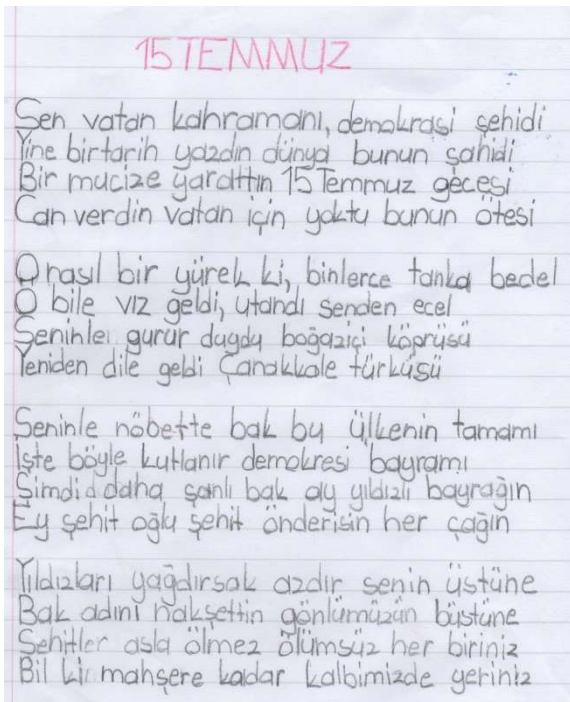 15 TEMMUZ
Sen vatan kahramanı, demokrasi şehidi
Yine bir tarih yazdın dünya bunun şahidi
Bir mucize yarattın 15 Temmuz gecesi
Can verdin vatan için yoktu bunun ötesi
O nasıl bir yürek ki, binlerce tanka bedel
O bile vız geldi, utandı senden ecel
Seninle gurur duydu boğaziçi köprüsü
Yeniden dile geldi Çanakkale türküsü
Seninle nöbette bak bu ülkenin tamamı
İşte böyle kutlanır demokresi bayramı
Şimdi d daha şanlı bak ay yıldızlı bayrağın
Ey şehit oğlu şehit önderisin her çağın
Yıldızları yağdırsak azdır senin üstüne
Bak adını nakşettin gönlümüzün büstüne
Şehitler asla ölmez ölümsüz her biriniz
Bil ki mahşere kadar kalbimizde yeriniz